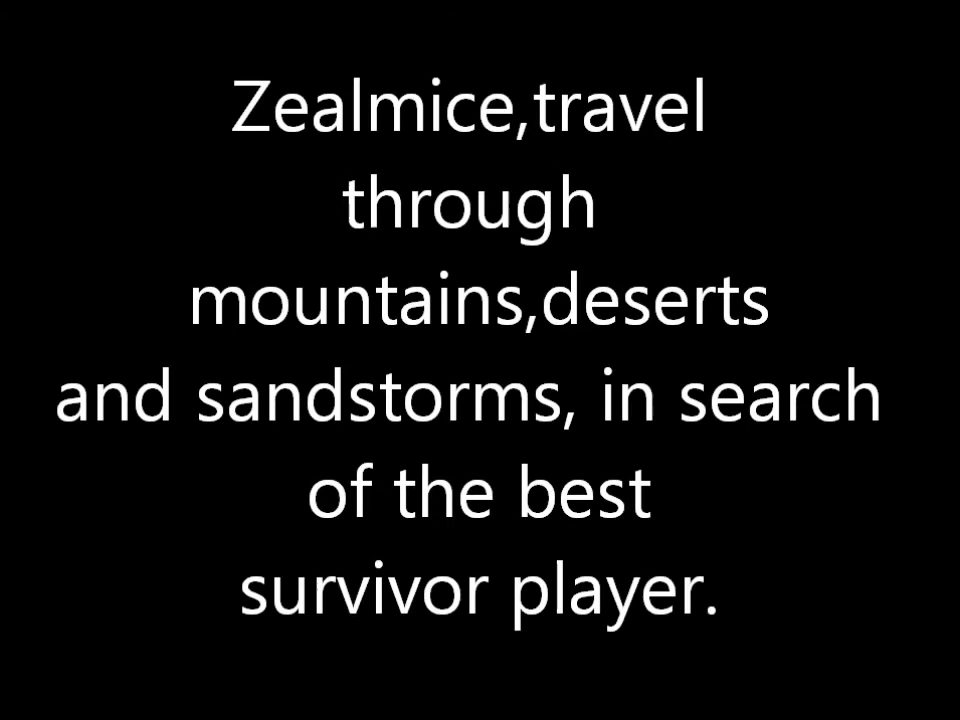 Zealmice,travel
through
mountains,deserts
and sandstorms, in search
of the best
survivor player.